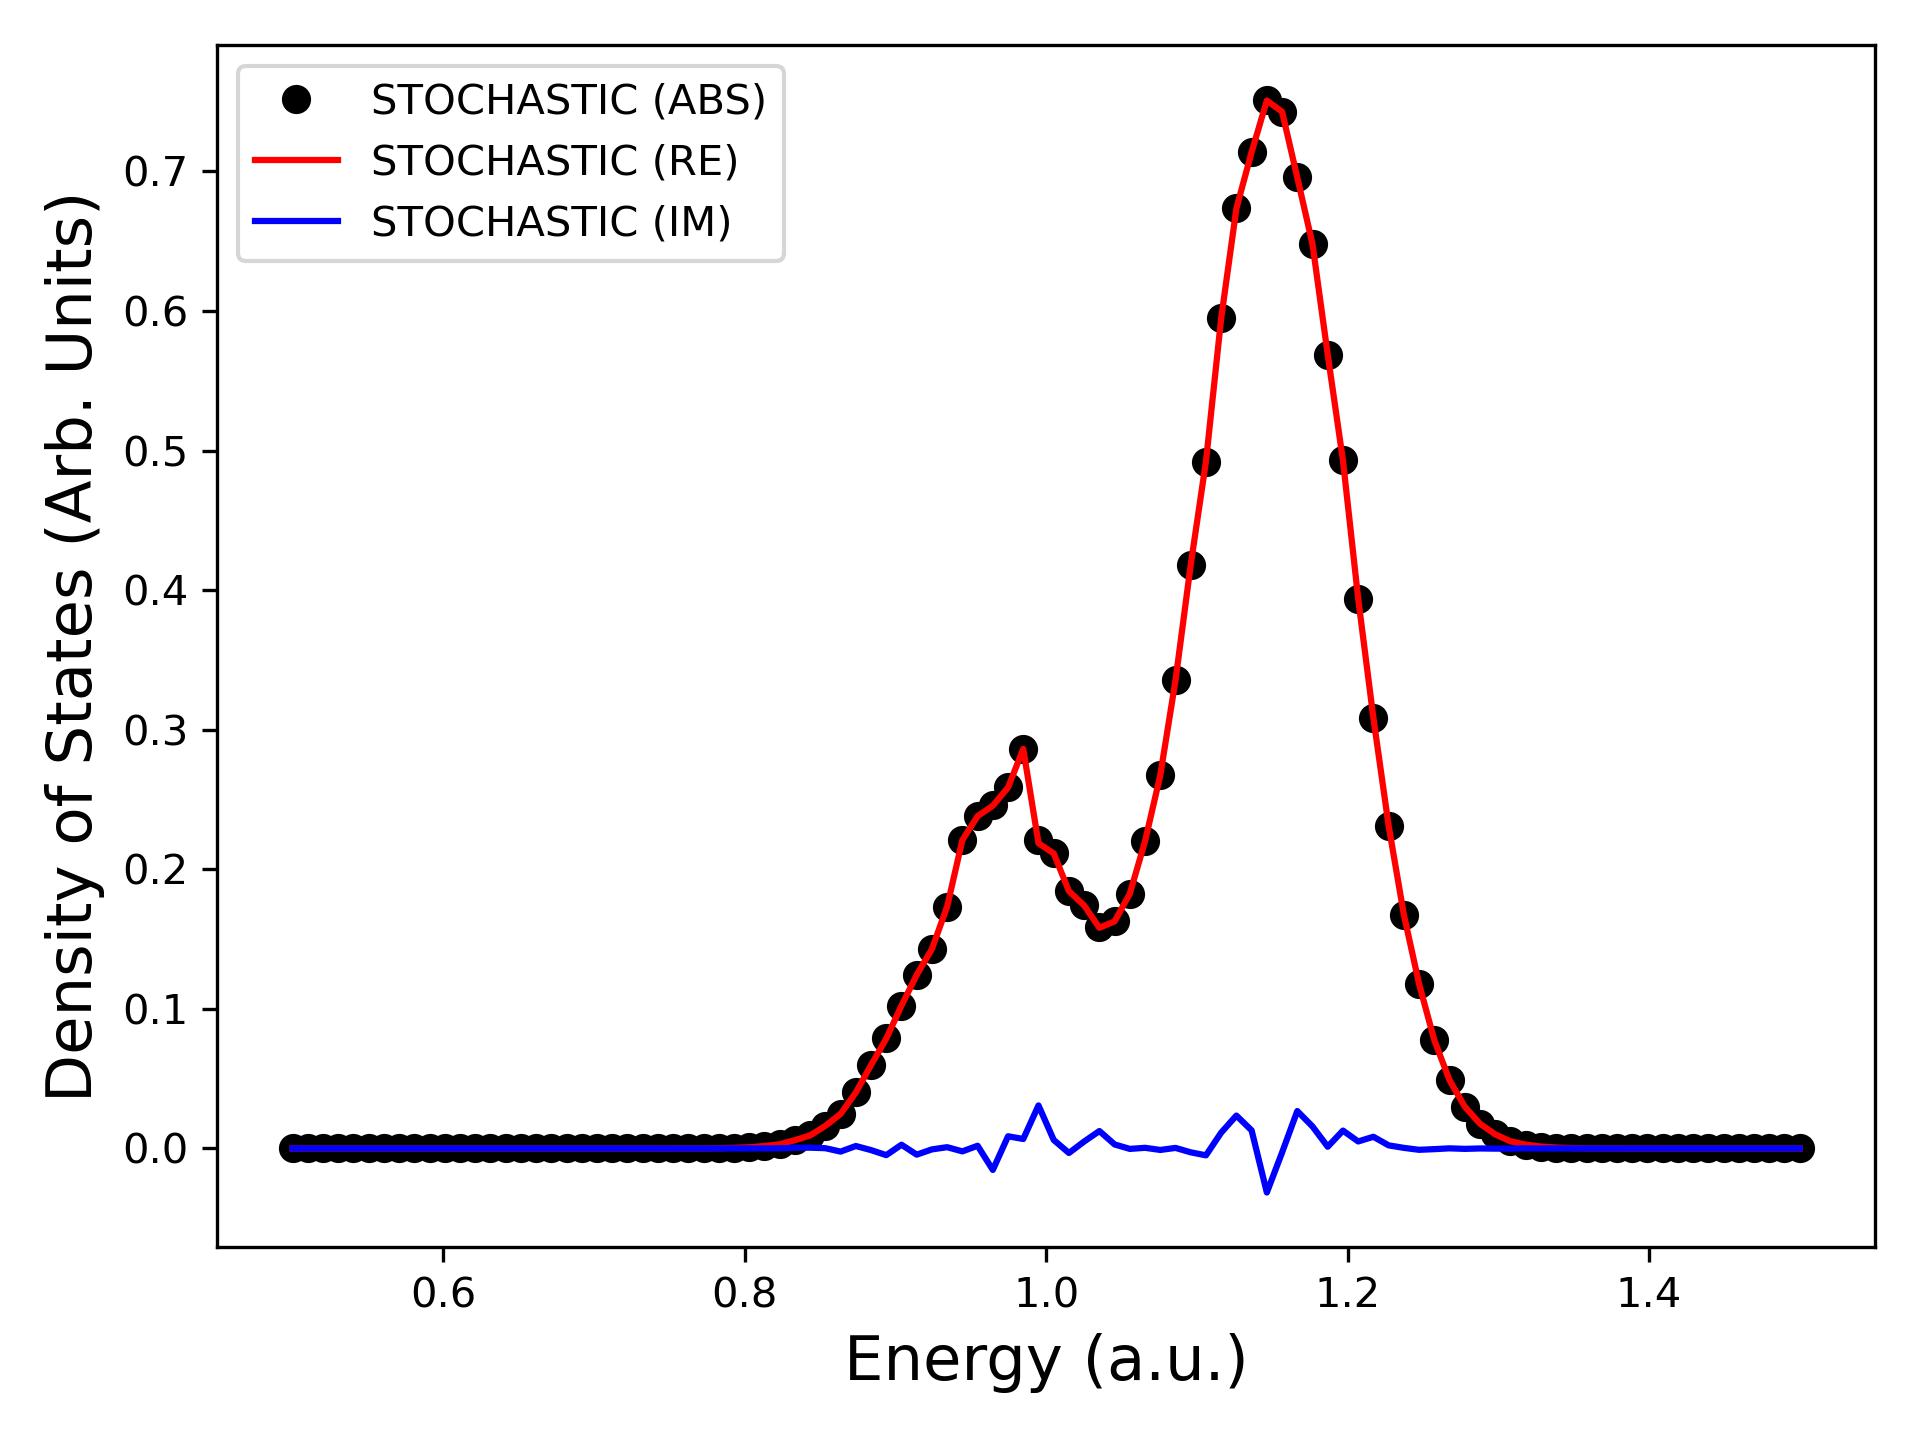 STOCHASTIC (ABS)
STOCHASTIC (RE)
STOCHASTIC (IM)
Density of States (Arb. Units)
0.7
0.6
0.5
0.4
0.3
0.2
0.1
0.0
0.6 0.8 1.0 1.2 1.4
Energy (a.u.)